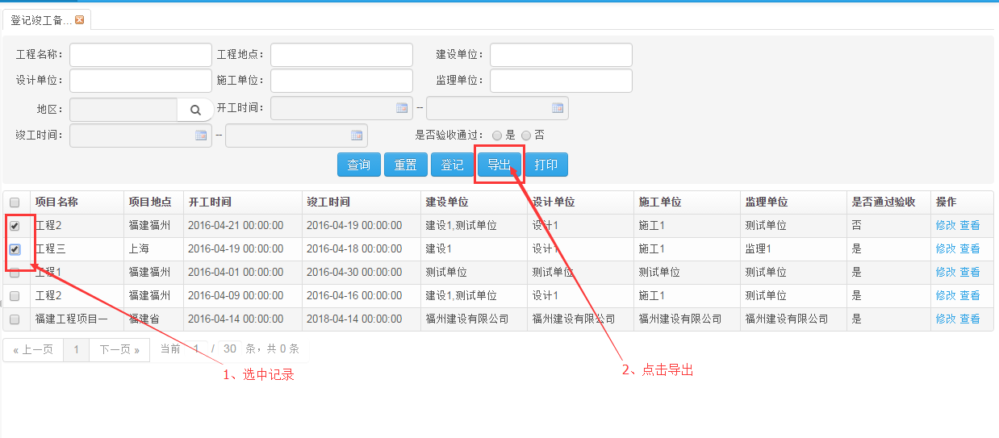 登记竣工备...
工程名称： 工程地点： 建设单位：
设计单位： 施工单位： 监理单位：
地区： 开工时间： --
竣工时间： -- 是否验收通过： 是 否
查询 重置 登记 导出 打印
项目名称 项目地点 开工时间 竣工时间 建设单位 设计单位 施工单位 监理单位 是否通过验收 操作
工程2 福建福州 2016-04-21 00:00:00 2016-04-19 00:00:00 建设1,测试单位 设计1 施工1 测试单位 否 修改 查看
工程三 上海 2016-04-19 00:00:00 2016-04-18 00:00:00 建设1 设计1 施工1 监理1 是 修改 查看
工程1 福建福州 2016-04-01 00:00:00 2016-04-30 00:00:00 测试单位 测试单位 测试单位 测试单位 是 修改 查看
工程2 福建福州 2016-04-09 00:00:00 2016-04-16 00:00:00 建设1,测试单位 设计1 施工1 测试单位 是 修改 查看
福建工程项目一 福建省 2016-04-14 00:00:00 2018-04-14 00:00:00 福州建设有限公司 福州建设有限公司 福州建设有限公司 福州建设有限公司 是 修改 查看
« 上一页 1 下一页 » 当前 1 / 30 条，共 0 条
1、选中记录
2、点击导出